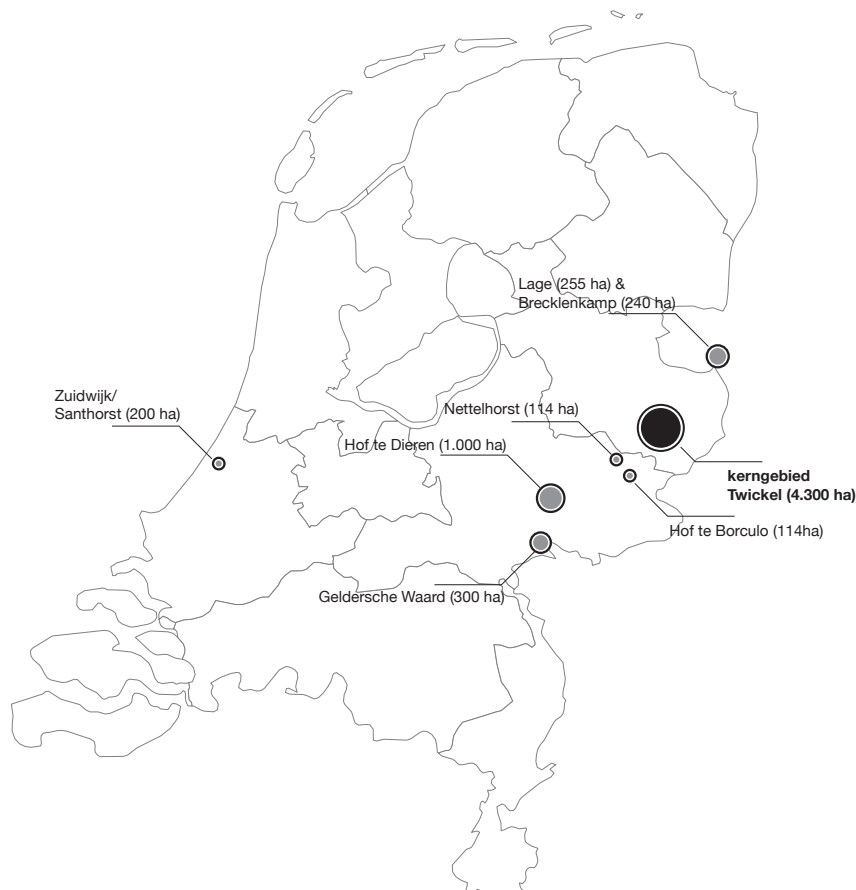 Lage (255 ha) &
Brecklenkamp (240 ha)
Zuidwijk/
Santhorst (200 ha)
Nettelhorst (114 ha)
Hof te Dieren (1.000 ha)
kerngebied
Twickel (4.300 ha)
Hof te Borculo (114ha)
Geldersche Waard (300 ha)